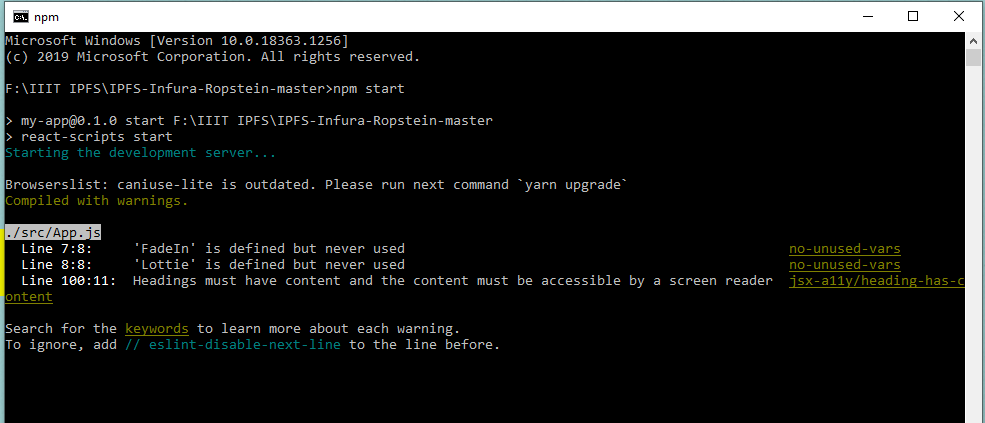 npm
Microsoft Windows [Version 10.0.18363.1256]
(c) 2019 Microsoft Corporation. All rights reserved.
F:\IIIT IPFS\IPFS-Infura-Ropstein-master>npm start
> my-app@0.1.0 start F:\IIIT IPFS\IPFS-Infura-Ropstein-master
> react-scripts start
Starting the development server...
Browserslist: caniuse-lite is outdated. Please run next command `yarn upgrade`
Compiled with warnings.
./src/App.js
Line 7:8: 'FadeIn' is defined but never used no-unused-vars
Line 8:8: 'Lottie' is defined but never used no-unused-vars
Line 100:11: Headings must have content and the content must be accessible by a screen reader jsx-a11y/heading-has-c
ontent
Search for the keywords to learn more about each warning.
To ignore, add // eslint-disable-next-line to the line before.